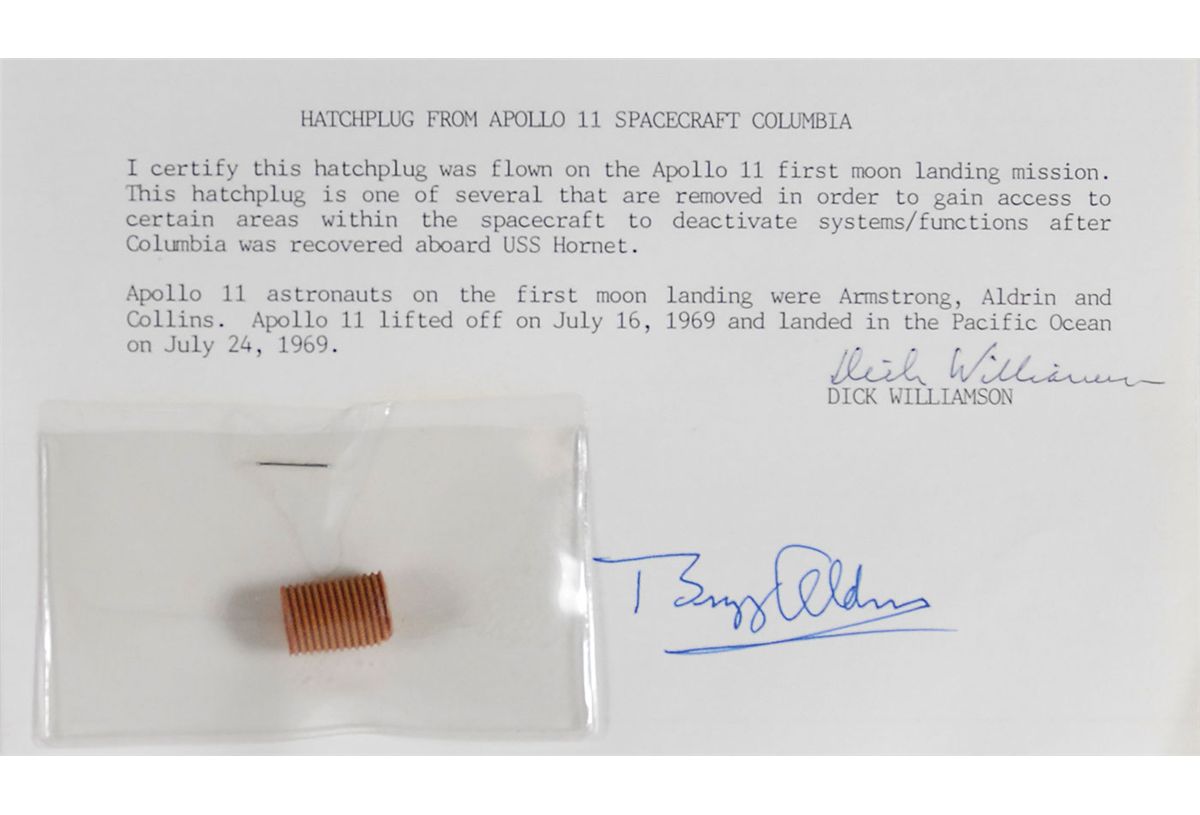 HATCHPLUG FROM APOLLO 11 SPACECRAFT COLUMBIA
I certify this hatchplug was flown on the Apollo 11 first moon landing mission.
This hatchplug is one of several that are removed in order to gain access to
certain areas within the spacecraft to deactivate systems/functions after
Columbia was recovered aboard USS Hornet.
Apollo 11 astronauts on the first moon landing were Armstrong, Aldrin and
Collins. Apollo 11 lifted off on July 16, 1969 and landed in the Pacific Ocean
on July 24, 1969.
Dick Williamson
DICK WILLIAMSON
Buzz Aldrin